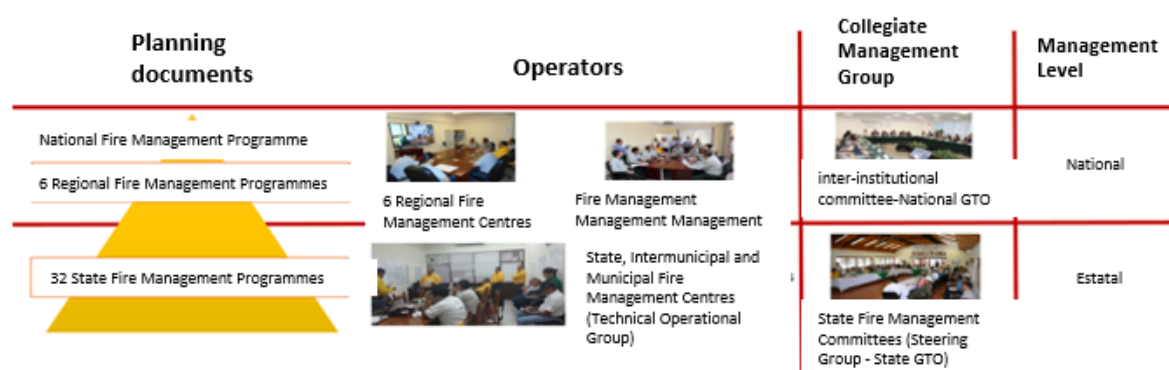 Planning
documents
Operators
Collegiate
Management
Group
Management
Level
National Fire Management Programme
6 Regional Fire Management Programmes
6 Regional Fire
Management Centres
Fire Management
Management Management
inter-institutional
committee-National GTO
National
32 State Fire Management Programmes
State, Intermunicipal and
Municipal Fire
Management Centres
(Technical Operational
Group)
State Fire Management
Committees (Steering
Group - State GTO)
Estatal